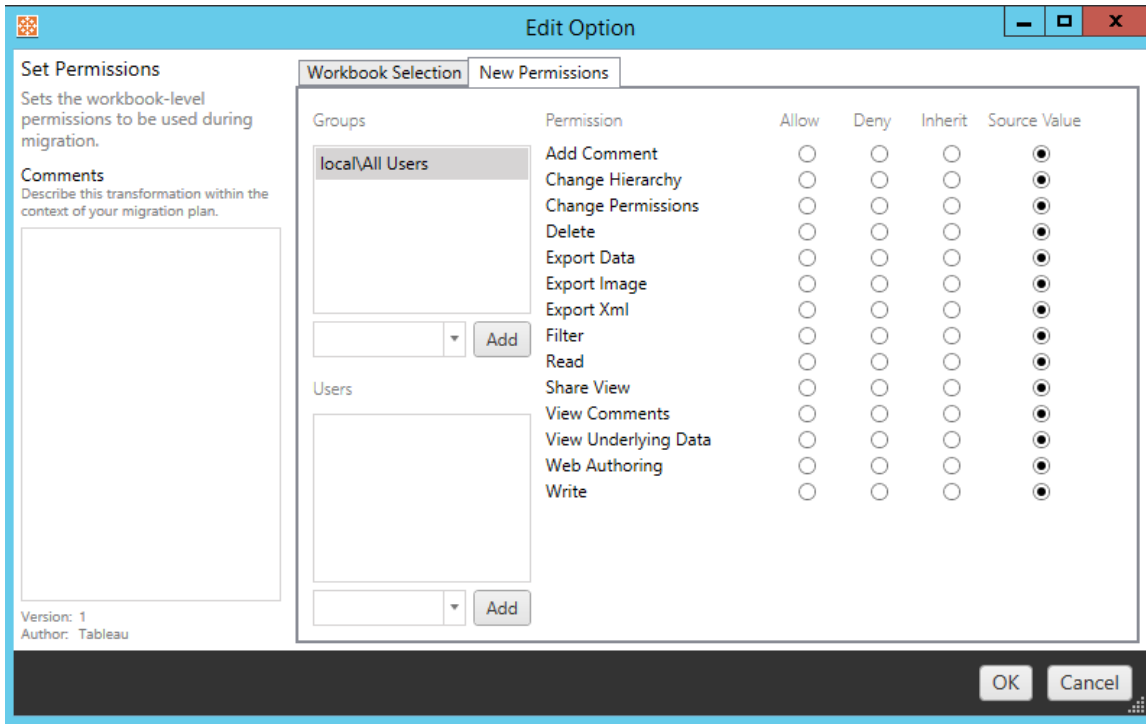 Edit Option
Set Permissions
Sets the workbook-level
permissions to be used during
migration.
Comments
Describe this transformation within the
context of your migration plan.
Version: 1
Author: Tableau
Workbook Selection
New Permissions
Groups
local\All Users
Add
Users
Add
Permission Allow Deny Inherit Source Value
Add Comment
Change Hierarchy
Change Permissions
Delete
Export Data
Export Image
Export Xml
Filter
Read
Share View
View Comments
View Underlying Data
Web Authoring
Write
OK
Cancel